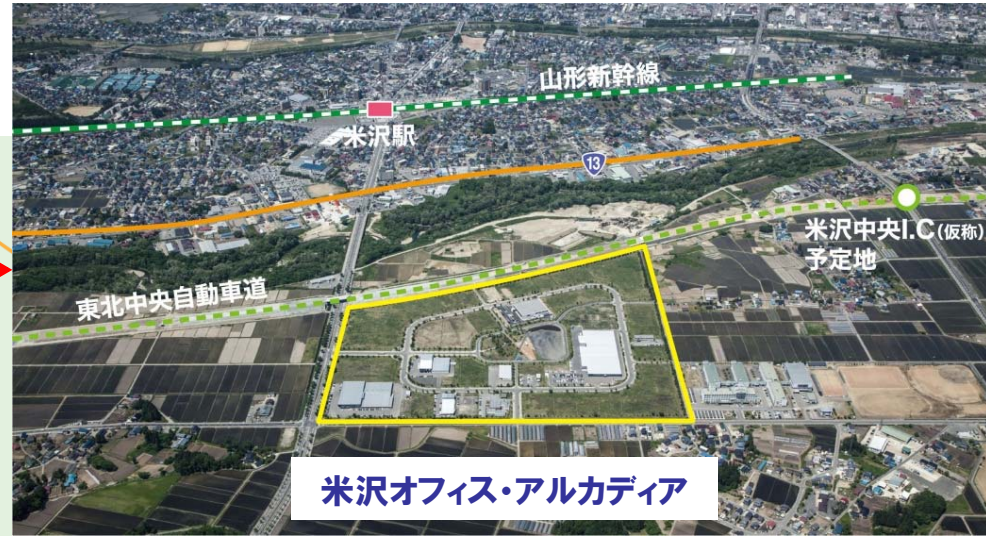 山形新幹線
米沢駅
13
米沢中央I.C(仮称)
予定地
東北中央自動車道
米沢オフィス・アルカディア